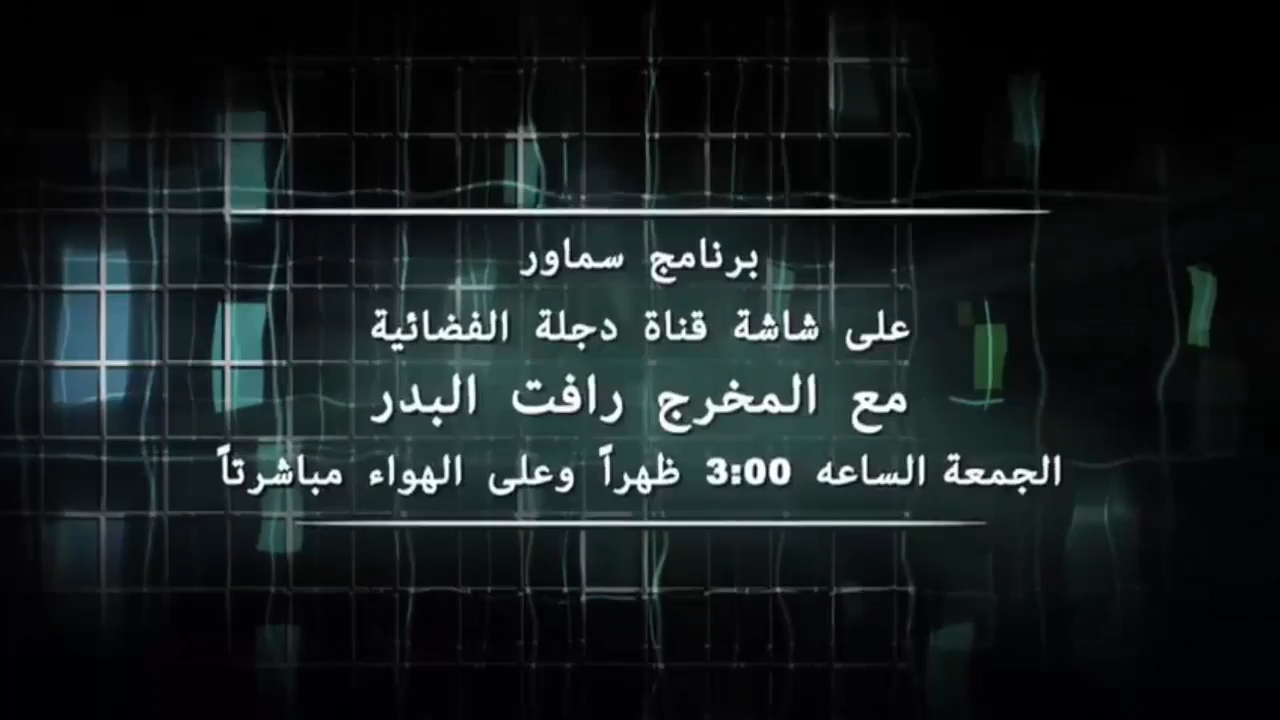 برنامج سماور
على شاشة قناة دجلة الفضائية
مع المخرج رافت البدر
الجمعة الساعه 3:00 ظهراً وعلى الهواء مباشرتاً